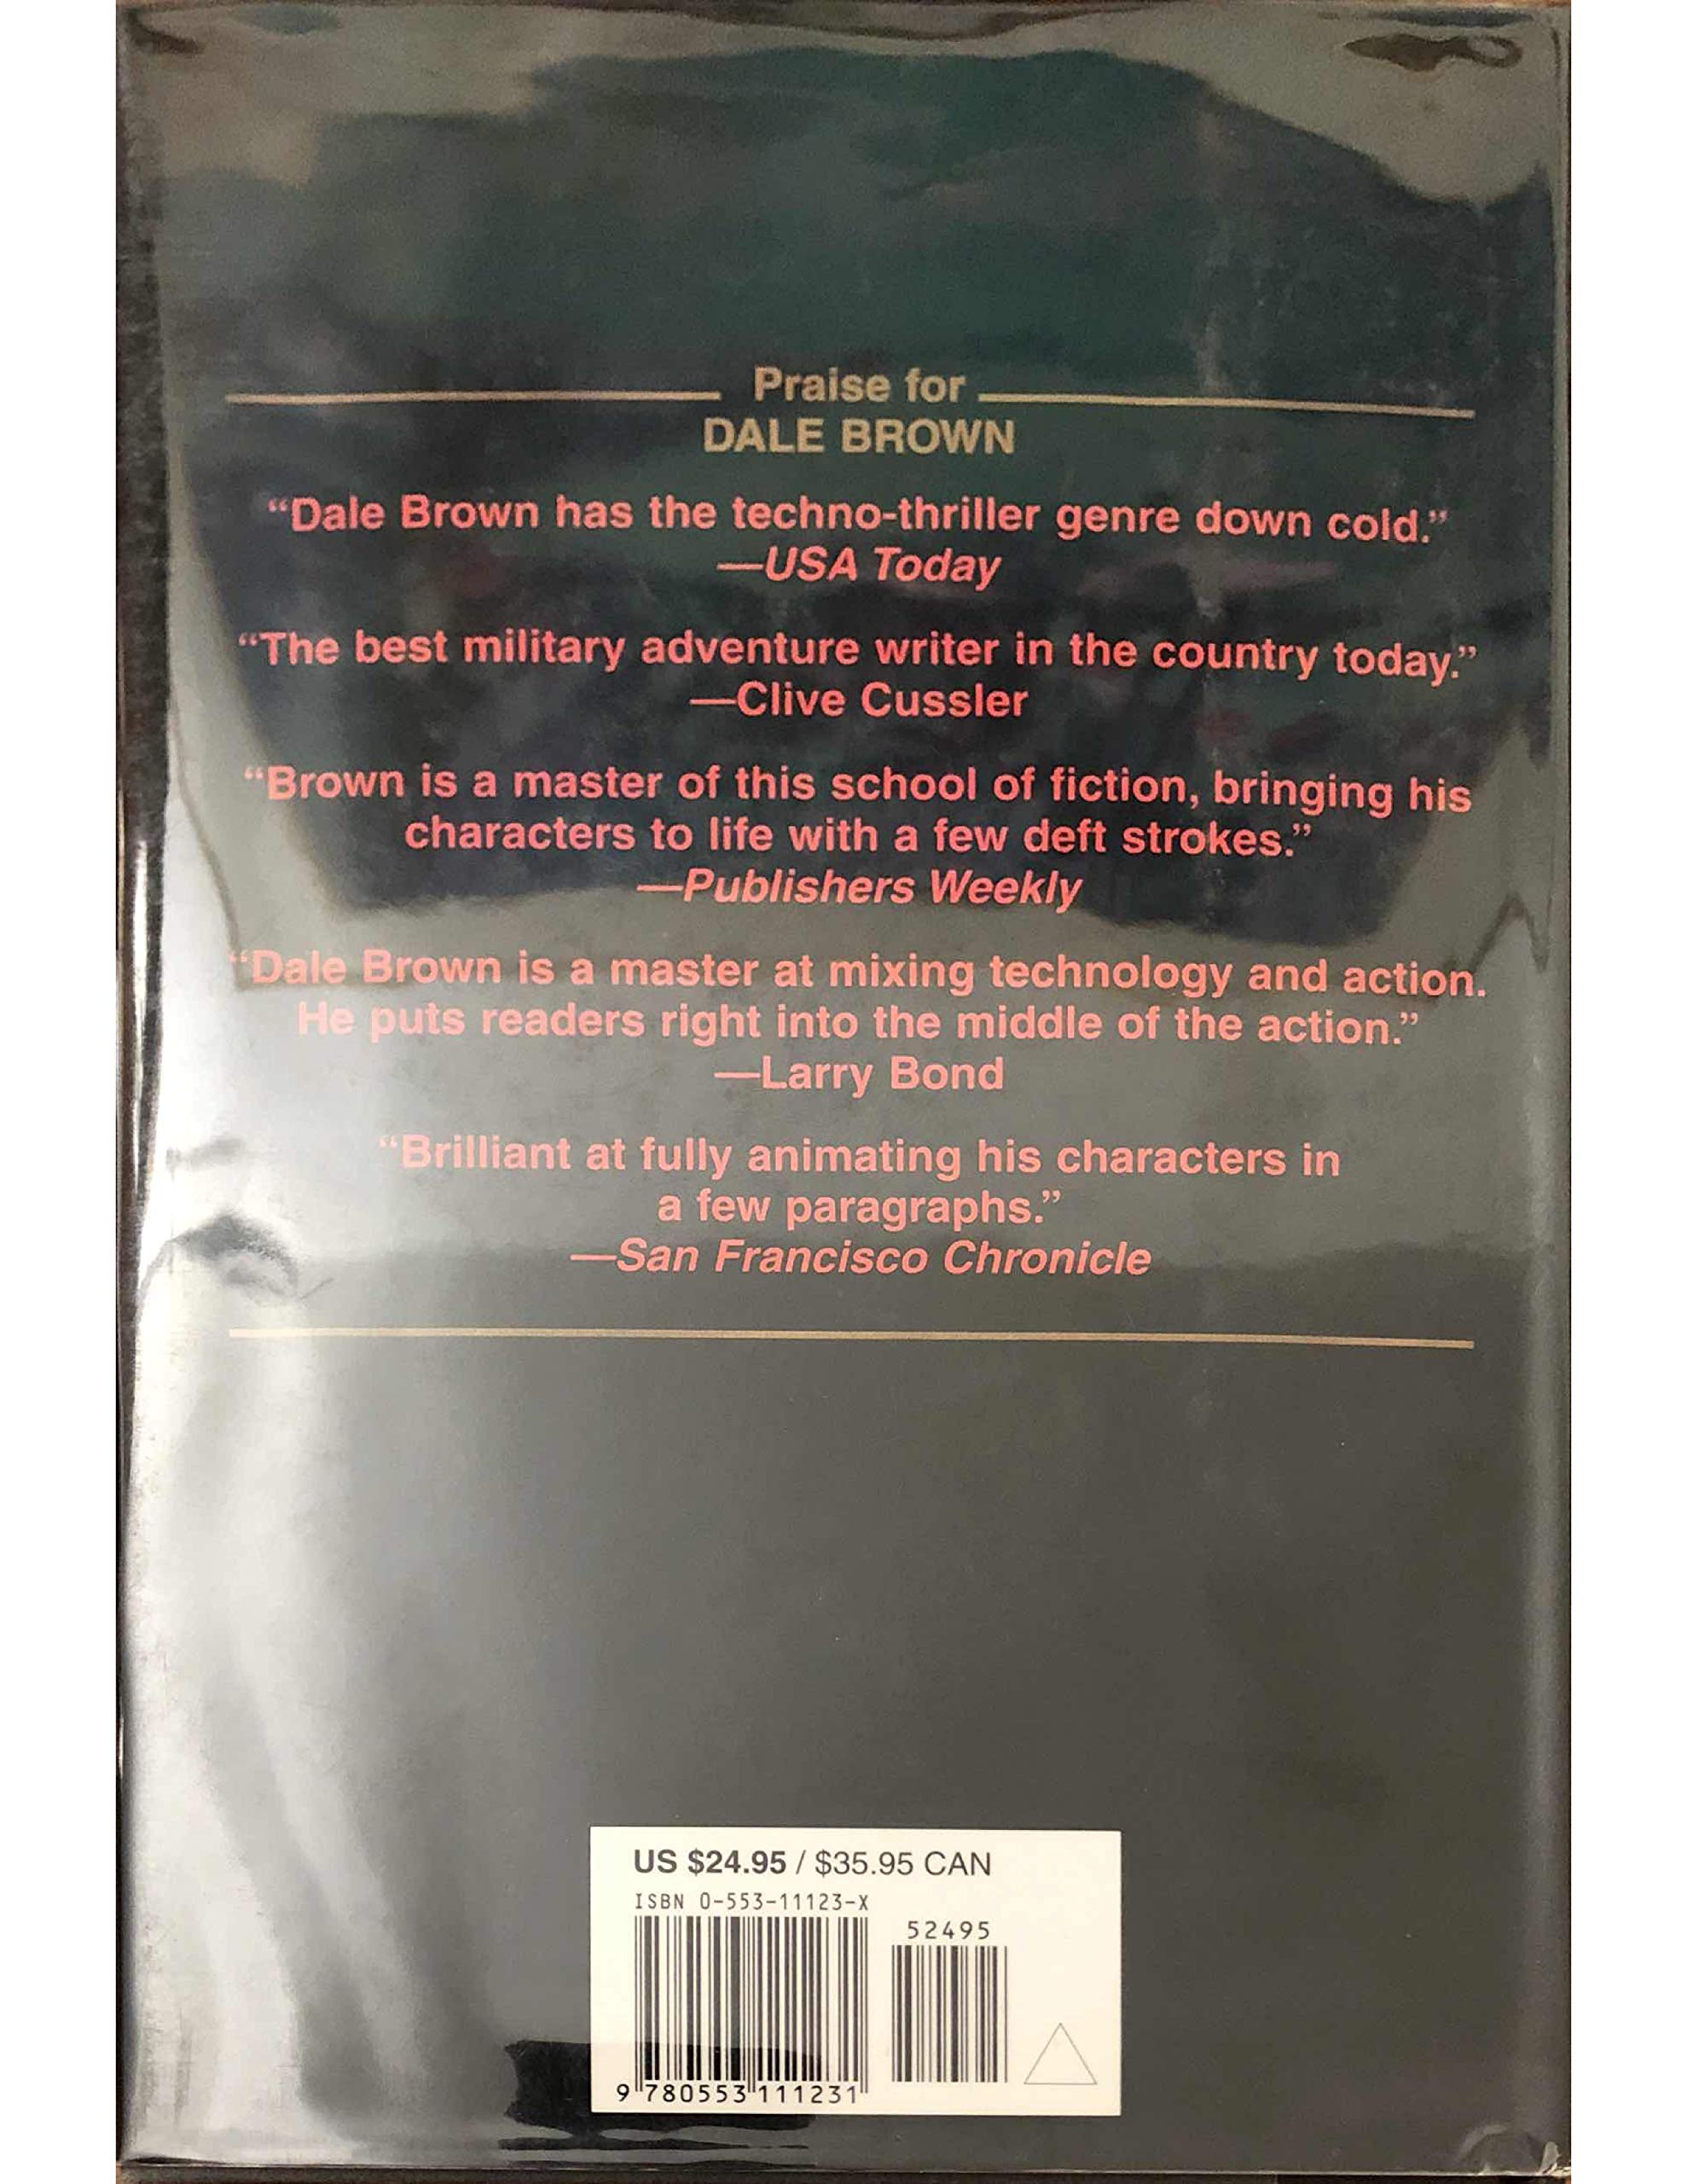 Praise for
DALE BROWN
“Dale Brown has the techno-thriller genre down cold.”
—USA Today
“The best military adventure writer in the country today.”
—Clive Cussler
“Brown is a master of this school of fiction, bringing his
characters to life with a few deft strokes.”
—Publishers Weekly
“Dale Brown is a master at mixing technology and action.
He puts readers right into the middle of the action.”
—Larry Bond
“Brilliant at fully animating his characters in
a few paragraphs.”
—San Francisco Chronicle
US $24.95 / $35.95 CAN
ISBN 0-553-11123-X
52495
9 780553 111231